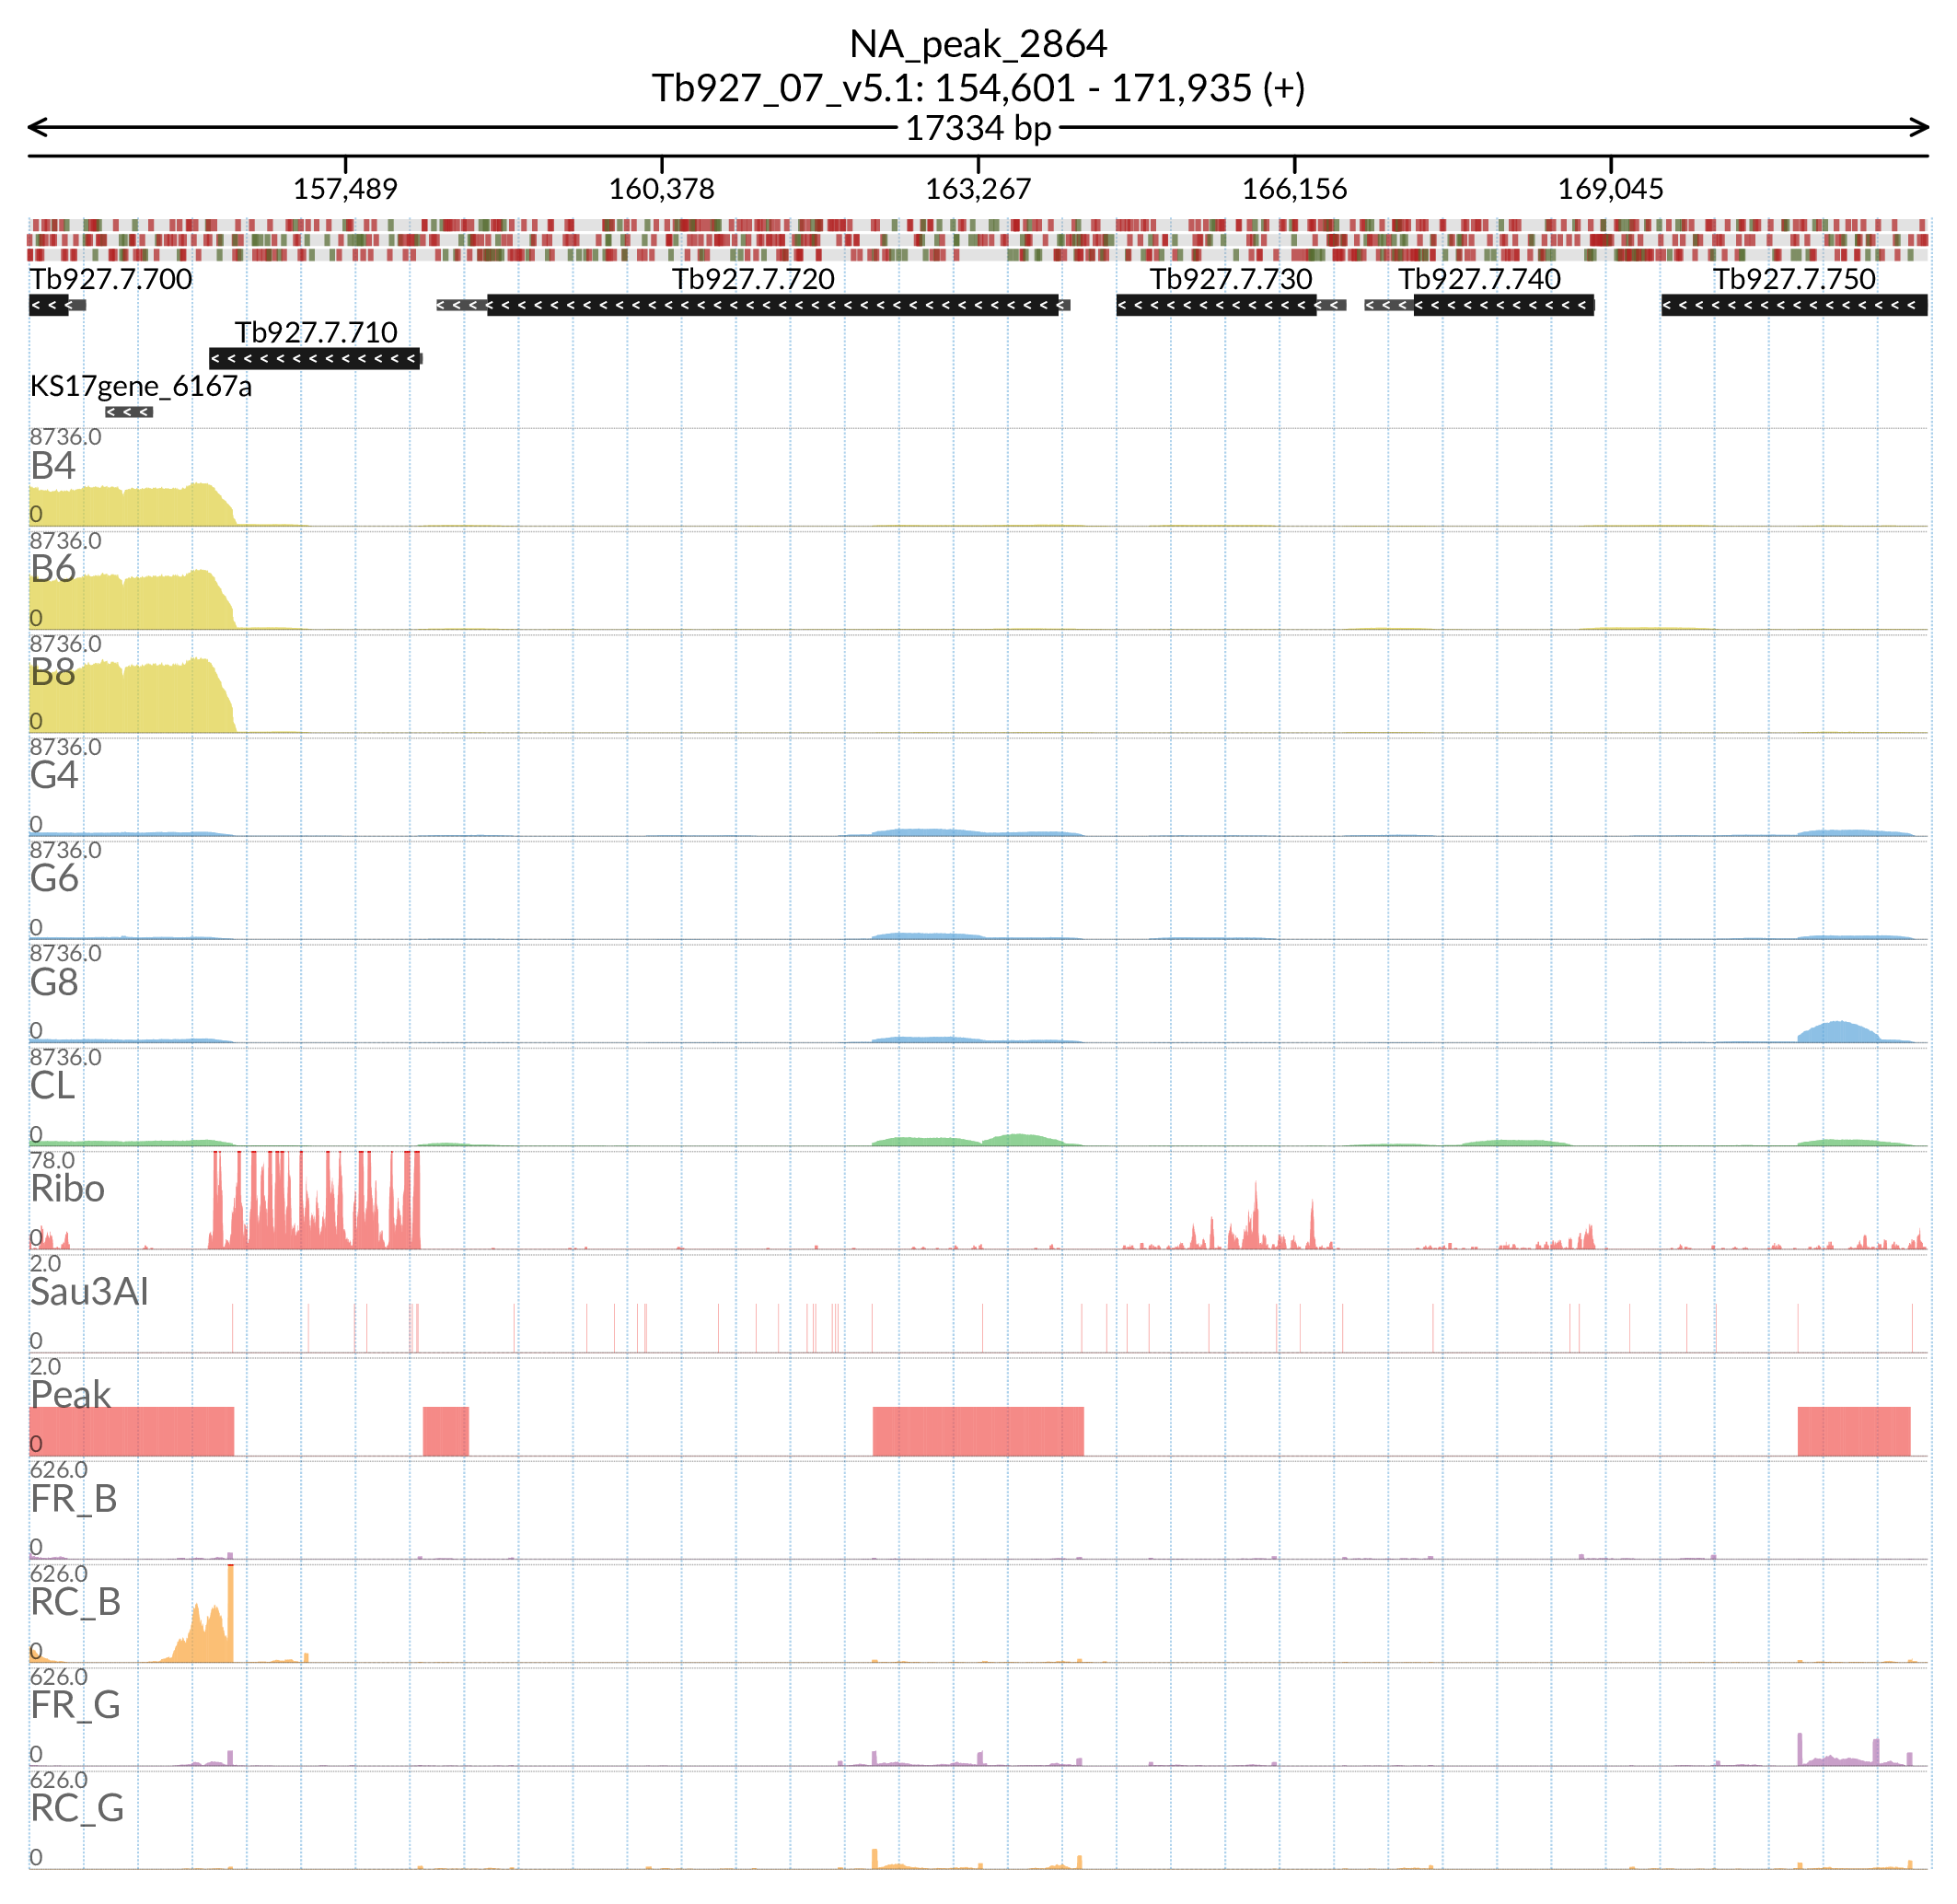 NA_peak_2864
Tb927_07_v5.1: 154,601 - 171,935 (+)
17334 bp
157,489 160,378 163,267 166,156 169,045
Tb927.7.700 Tb927.7.720 Tb927.7.730 Tb927.7.740 Tb927.7.750
Tb927.7.710
KS17gene_6167a
8736.0
B4
0
8736.0
B6
0
8736.0
B8
0
8736.0
G4
0
8736.0
G6
0
8736.0
G8
0
8736.0
CL
0
78.0
Ribo
0
2.0
Sau3AI
0
2.0
Peak
0
626.0
FR_B
0
626.0
RC_B
0
626.0
FR_G
0
626.0
RC_G
0